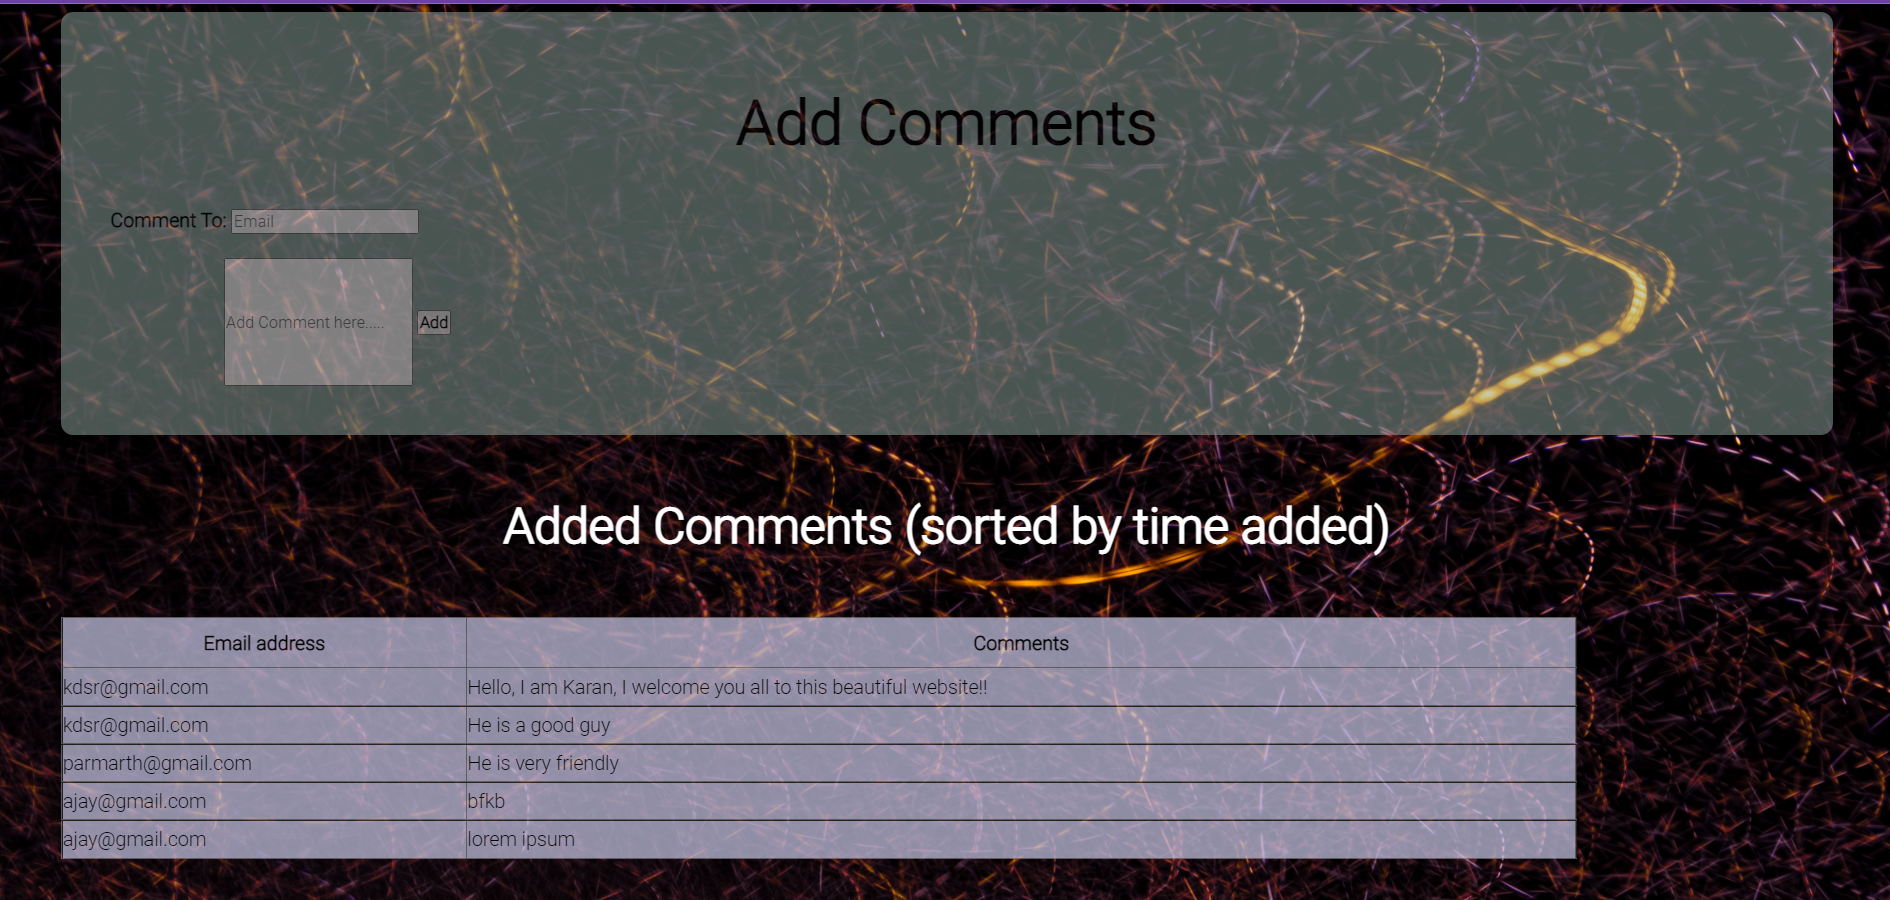 Add Comments
Comment To: Email
Add Comment here..... Add
Added Comments (sorted by time added)
Email address Comments
kdsr@gmail.com Hello, I am Karan, I welcome you all to this beautiful website!!
kdsr@gmail.com He is a good guy
parmarth@gmail.com He is very friendly
ajay@gmail.com bfkb
ajay@gmail.com lorem ipsum